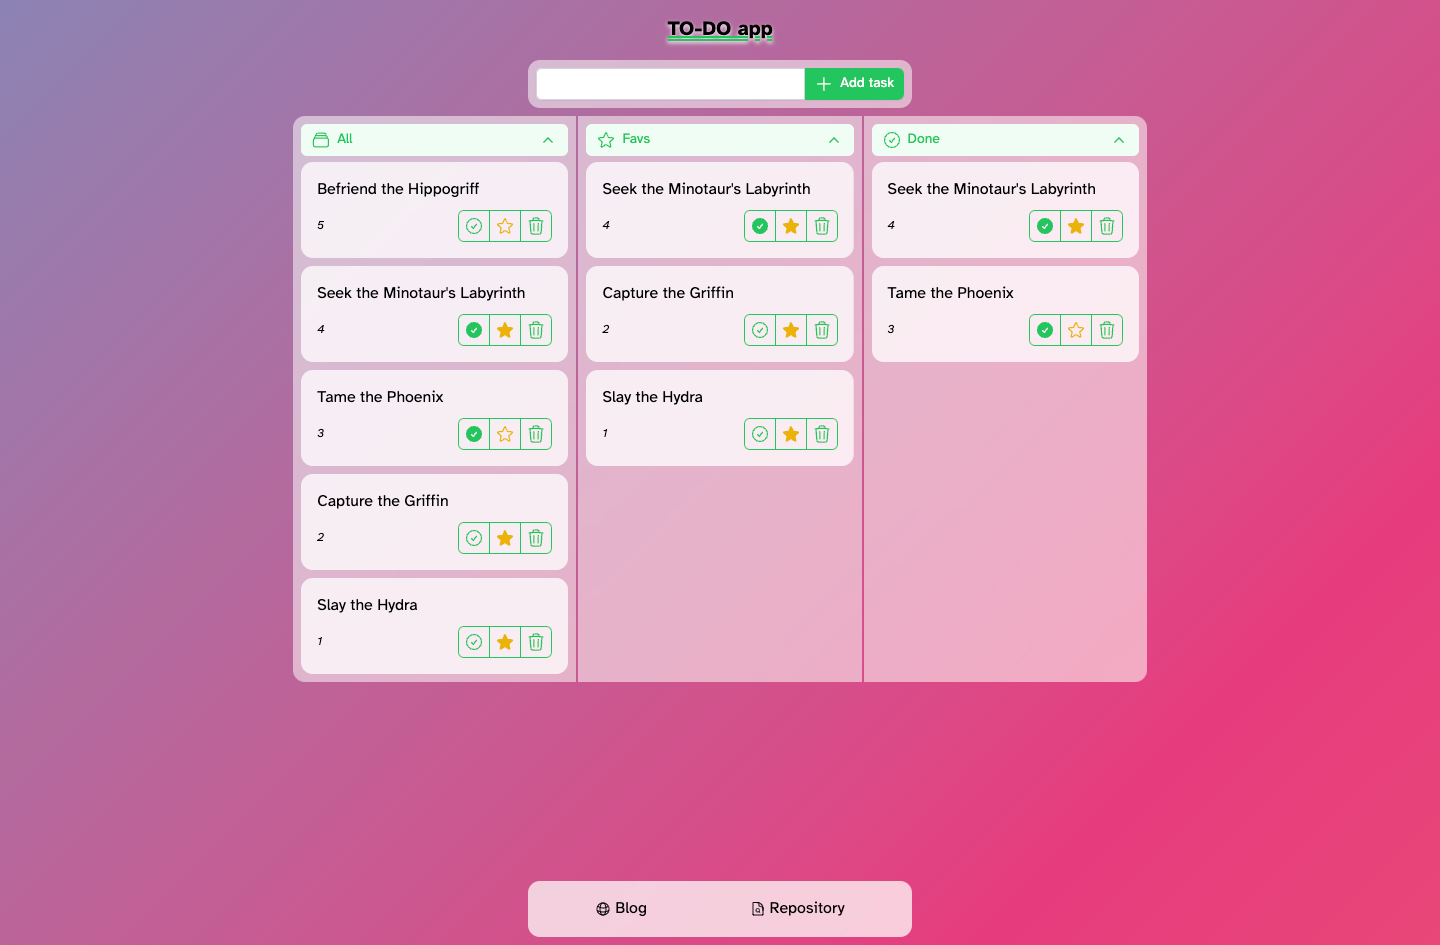 TO-DO app
Add task
All
Befriend the Hippogriff
5
Seek the Minotaur's Labyrinth
4
Tame the Phoenix
3
Capture the Griffin
2
Slay the Hydra
1
Favs
Seek the Minotaur's Labyrinth
4
Capture the Griffin
2
Slay the Hydra
1
Done
Seek the Minotaur's Labyrinth
4
Tame the Phoenix
3
Blog
Repository